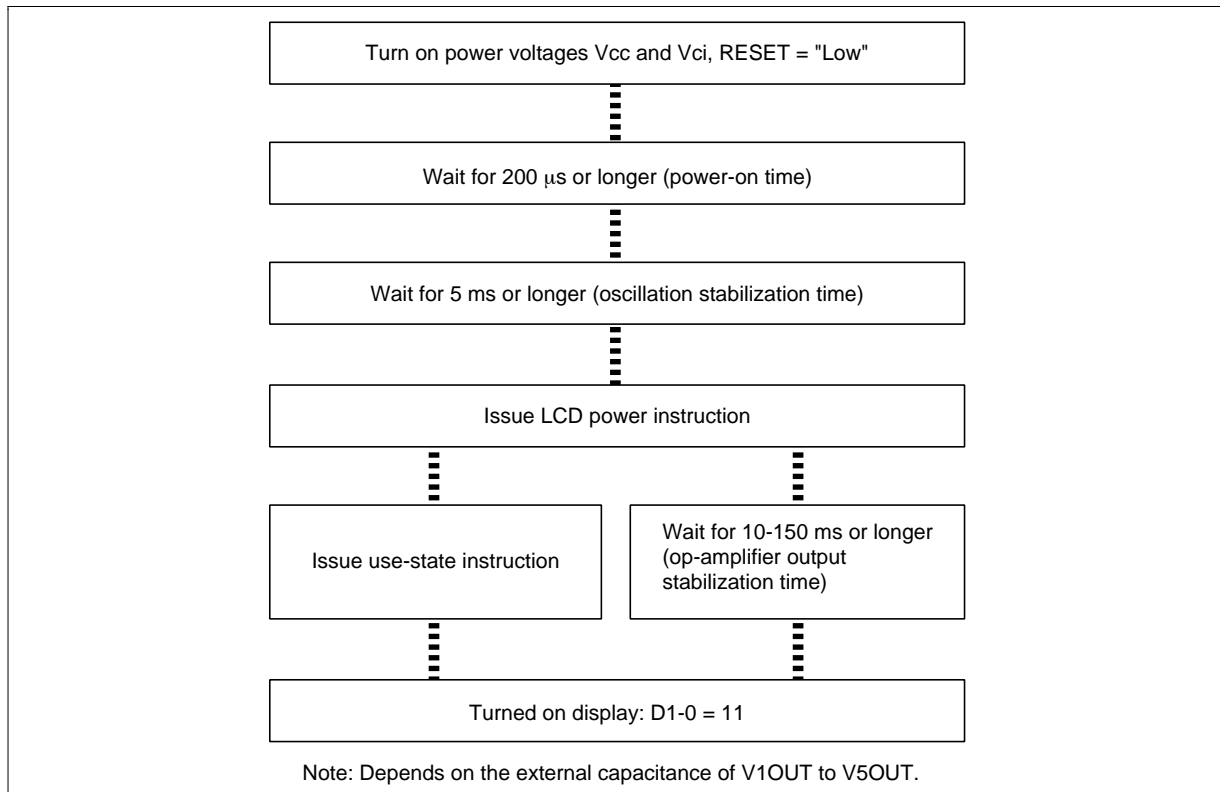 Turn on power voltages Vcc and Vci, RESET = "Low"
Wait for 200 μs or longer (power-on time)
Wait for 5 ms or longer (oscillation stabilization time)
Issue LCD power instruction
Issue use-state instruction
Wait for 10-150 ms or longer
(op-amplifier output
stabilization time)
Turned on display: D1-0 = 11
Note: Depends on the external capacitance of V1OUT to V5OUT.